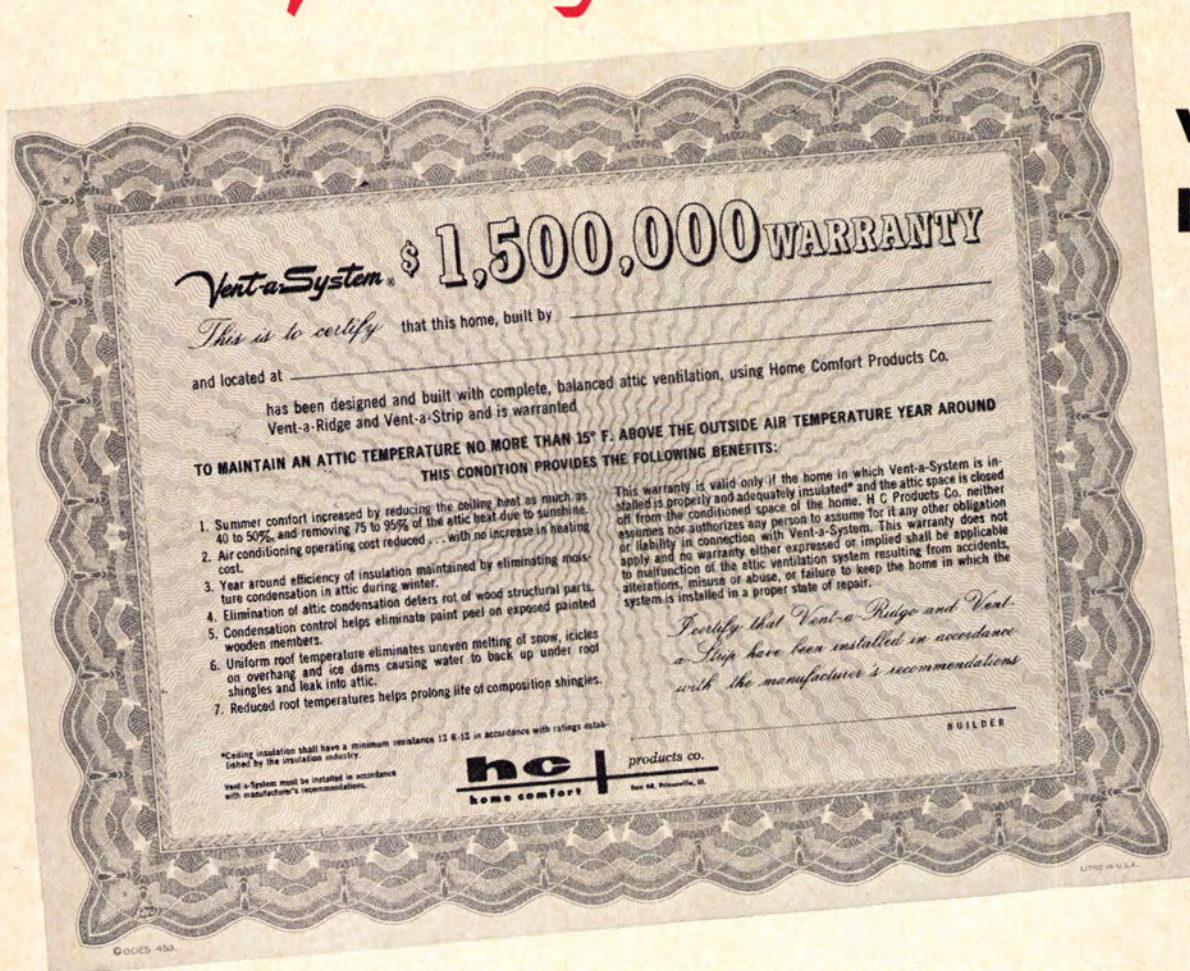 Vent-a-System® $1,500,000 WARRANTY
This is to certify that this home, built by
and located at
has been designed and built with complete, balanced attic ventilation, using Home Comfort Products Co.
Vent-a-Ridge and Vent-a-Strip and is warranted
TO MAINTAIN AN ATTIC TEMPERATURE NO MORE THAN 15° F. ABOVE THE OUTSIDE AIR TEMPERATURE YEAR AROUND
THIS CONDITION PROVIDES THE FOLLOWING BENEFITS:
1. Summer comfort increased by reducing the ceiling heat as much as
40 to 50%, and removing 75 to 95% of the attic heat due to sunshine.
2. Air conditioning operating cost reduced . . . with no increase in heating
cost.
3. Year around efficiency of insulation maintained by eliminating mois-
ture condensation in attic during winter.
4. Elimination of attic condensation deters rot of wood structural parts.
5. Condensation control helps eliminate paint peel on exposed painted
wooden members.
6. Uniform roof temperature eliminates uneven melting of snow, icicles
on overhang and ice dams causing water to back up under roof
shingles and leak into attic.
7. Reduced roof temperatures helps prolong life of composition shingles.
*Ceiling insulation shall have a minimum resistance 13 R-13 in accordance with ratings estab-
lished by the insulation industry.
Vent-a-System must be installed in accordance
with manufacturer's recommendations.
This warranty is valid only if the home in which Vent-a-System is in-
stalled is properly and adequately insulated* and the attic space is closed
off from the conditioned space of the home. H C Products Co. neither
assumes nor authorizes any person to assume for it any other obligation
or liability in connection with Vent-a-System. This warranty does not
apply and no warranty either expressed or implied shall be applicable
to malfunction of the attic ventilation system resulting from accidents,
alterations, misuse or abuse, or failure to keep the home in which the
system is installed in a proper state of repair.
I certify that Vent-a-Ridge and Vent-
a-Strip have been installed in accordance
with the manufacturer's recommendations
BUILDER
hc products co.
home comfort Box 68, Princeville, Ill.
GOES 453.
LITHO IN U.S.A.